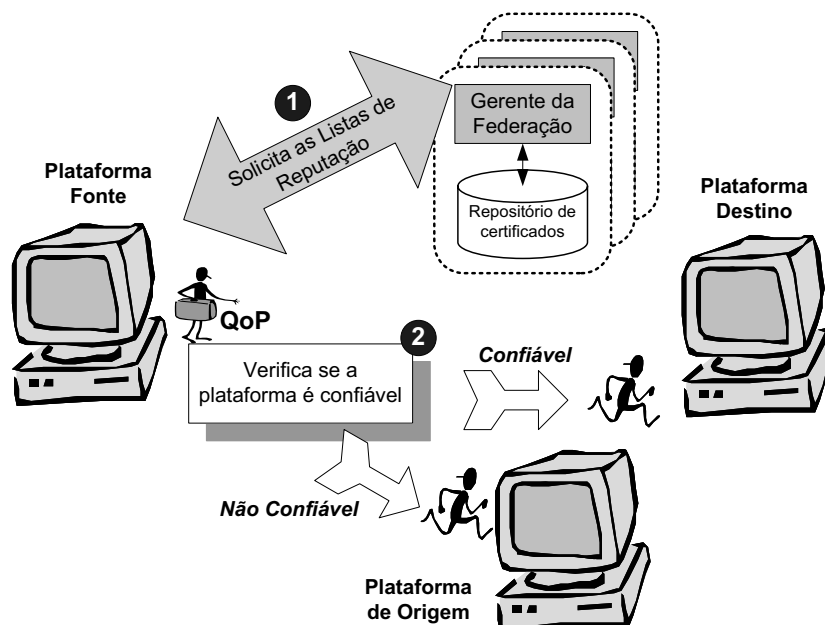 1
Solicita as Listas de
Reputação
Gerente da
Federação
Repositório de
certificados
Plataforma
Fonte
Plataforma
Destino
QoP
2
Verifica se a
plataforma é confiável
Confiável
Não Confiável
Plataforma
de Origem